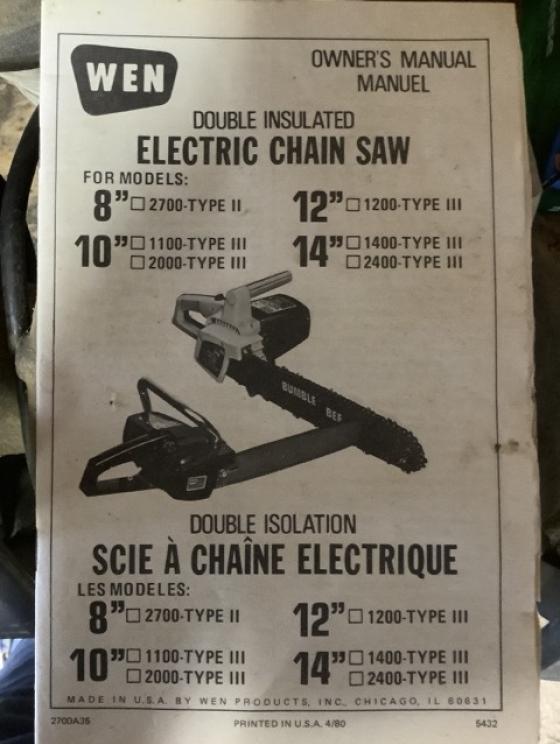 WEN
OWNER'S MANUAL
MANUEL
DOUBLE INSULATED
ELECTRIC CHAIN SAW
FOR MODELS:
8" □ 2700-TYPE II
12" □ 1200-TYPE III
10" □ 1100-TYPE III
□ 2000-TYPE III
14" □ 1400-TYPE III
□ 2400-TYPE III
BUMBLE BEE
DOUBLE ISOLATION
SCIE À CHAÎNE ELECTRIQUE
LES MODELES:
8" □ 2700-TYPE II
12" □ 1200-TYPE III
10" □ 1100-TYPE III
□ 2000-TYPE III
14" □ 1400-TYPE III
□ 2400-TYPE III
MADE IN U.S.A. BY WEN PRODUCTS, INC., CHICAGO, IL 60631
2700A35 PRINTED IN U.S.A. 4/80 5432